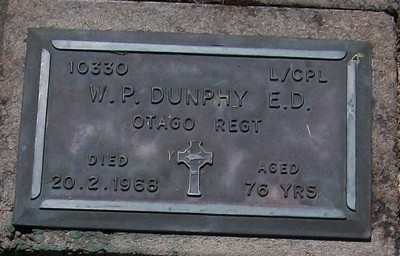 10330 L/CPL
W. P. DUNPHY E.D.
OTAGO REGT
DIED AGED
20.2.1968 76 YRS